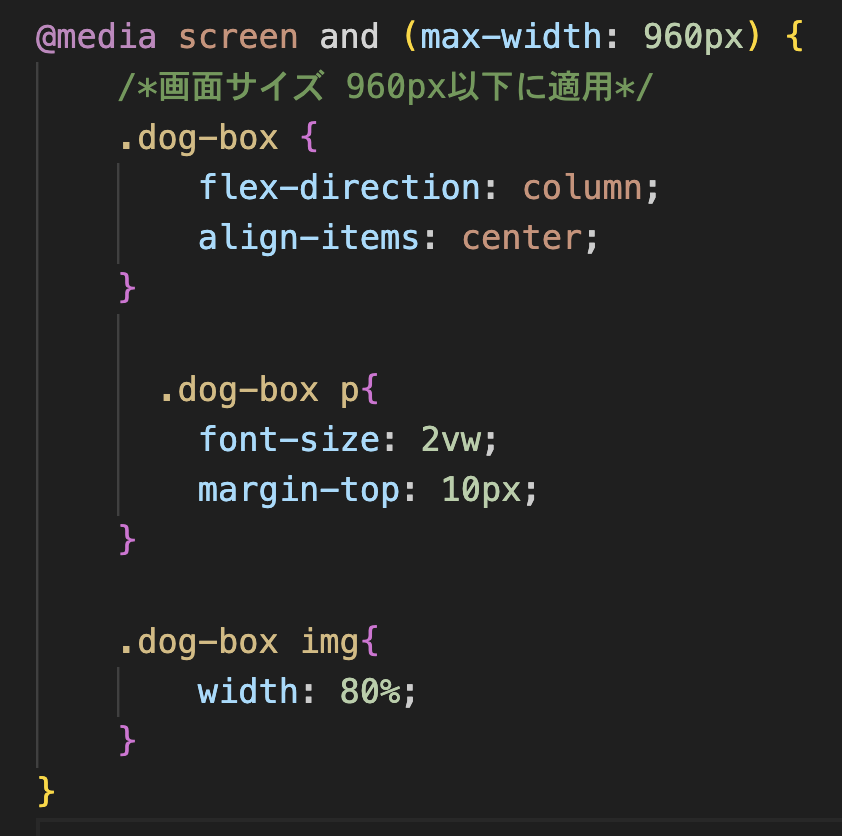 @media screen and (max-width: 960px) {
    /*画面サイズ 960px以下に適用*/
    .dog-box {
        flex-direction: column;
        align-items: center;
    }

      .dog-box p{
        font-size: 2vw;
        margin-top: 10px;
    }

    .dog-box img{
        width: 80%;
    }
}